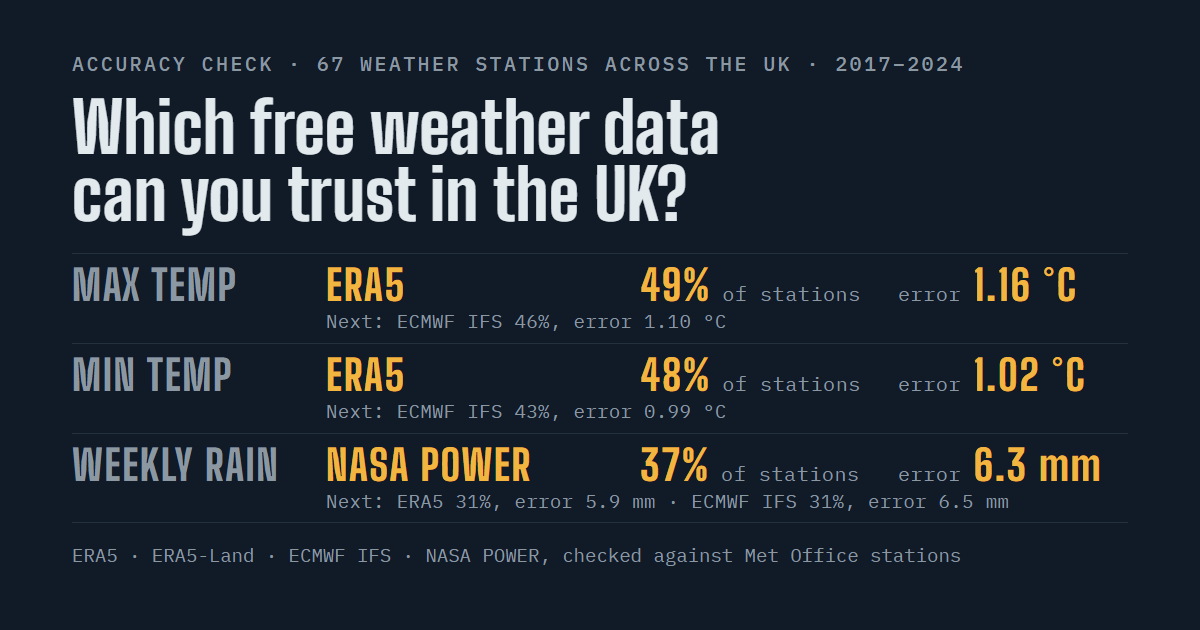 ACCURACY CHECK · 67 WEATHER STATIONS ACROSS THE UK · 2017–2024
Which free weather data
can you trust in the UK?
MAX TEMP ERA5 49% of stations error 1.16 °C
Next: ECMWF IFS 46%, error 1.10 °C
MIN TEMP ERA5 48% of stations error 1.02 °C
Next: ECMWF IFS 43%, error 0.99 °C
WEEKLY RAIN NASA POWER 37% of stations error 6.3 mm
Next: ERA5 31%, error 5.9 mm · ECMWF IFS 31%, error 6.5 mm
ERA5 · ERA5-Land · ECMWF IFS · NASA POWER, checked against Met Office stations